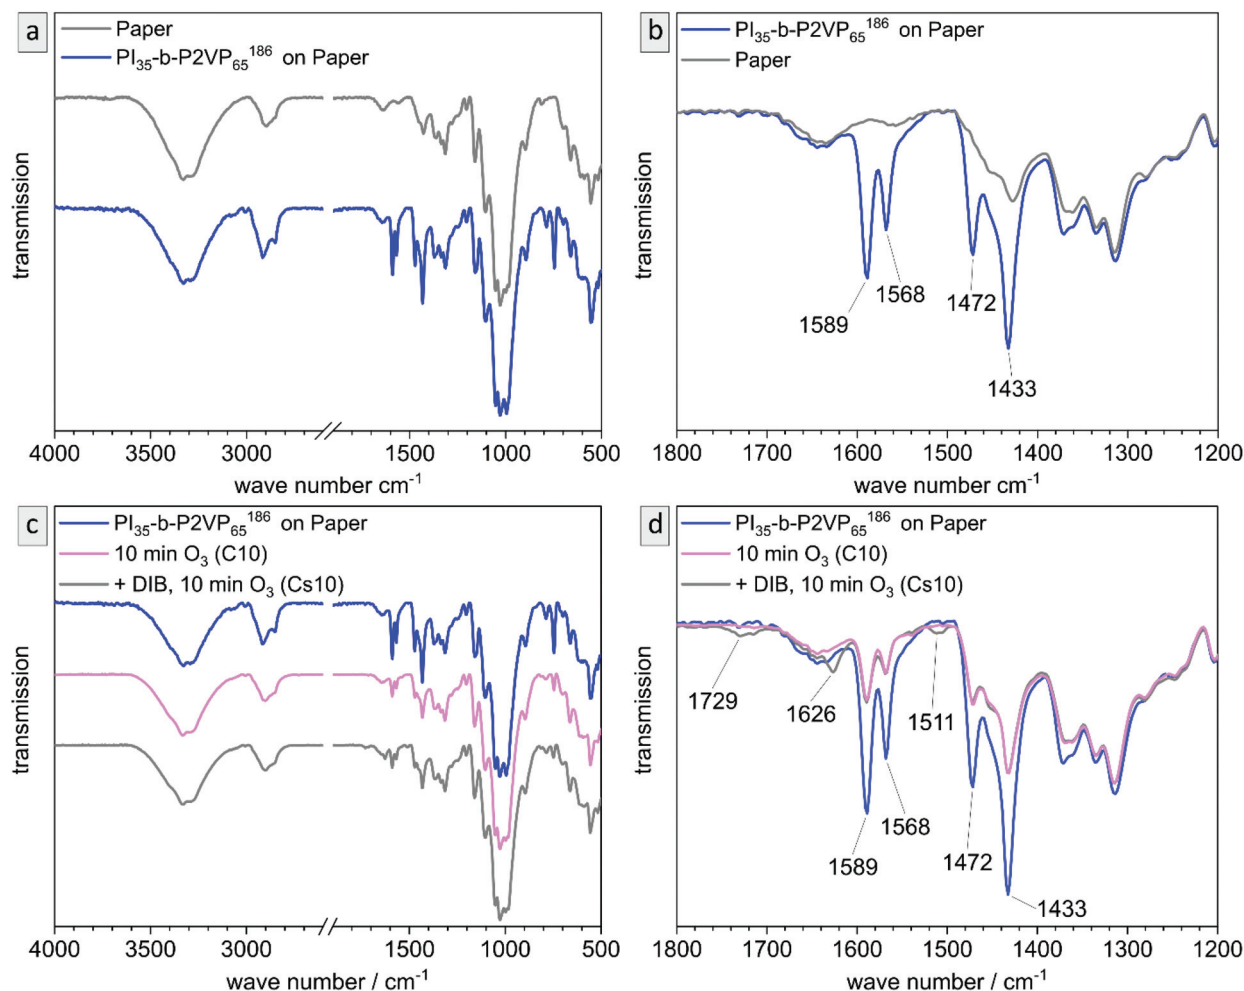 a
Paper
PI₃₅-b-P2VP₆₅¹⁸⁶ on Paper
transmission
4000 3500 3000 1500 1000 500
wave number cm⁻¹
b
PI₃₅-b-P2VP₆₅¹⁸⁶ on Paper
Paper
transmission
1589
1568
1472
1433
1800 1700 1600 1500 1400 1300 1200
wave number cm⁻¹
c
PI₃₅-b-P2VP₆₅¹⁸⁶ on Paper
10 min O₃ (C10)
+ DIB, 10 min O₃ (Cs10)
transmission
4000 3500 3000 1500 1000 500
wave number / cm⁻¹
d
PI₃₅-b-P2VP₆₅¹⁸⁶ on Paper
10 min O₃ (C10)
+ DIB, 10 min O₃ (Cs10)
transmission
1729
1626
1511
1589
1568
1472
1433
1800 1700 1600 1500 1400 1300 1200
wave number / cm⁻¹